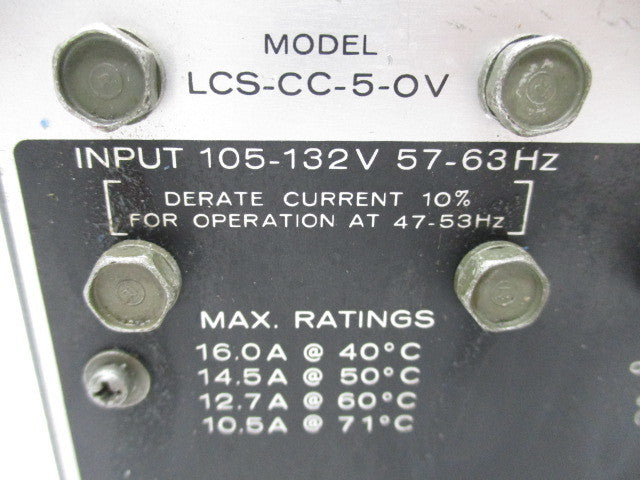 MODEL
LCS-CC-5-OV
INPUT 105-132V 57-63Hz
DERATE CURRENT 10%
FOR OPERATION AT 47-53Hz
MAX. RATINGS
16.0A @ 40°C
14.5A @ 50°C
12.7A @ 60°C
10.5A @ 71°C